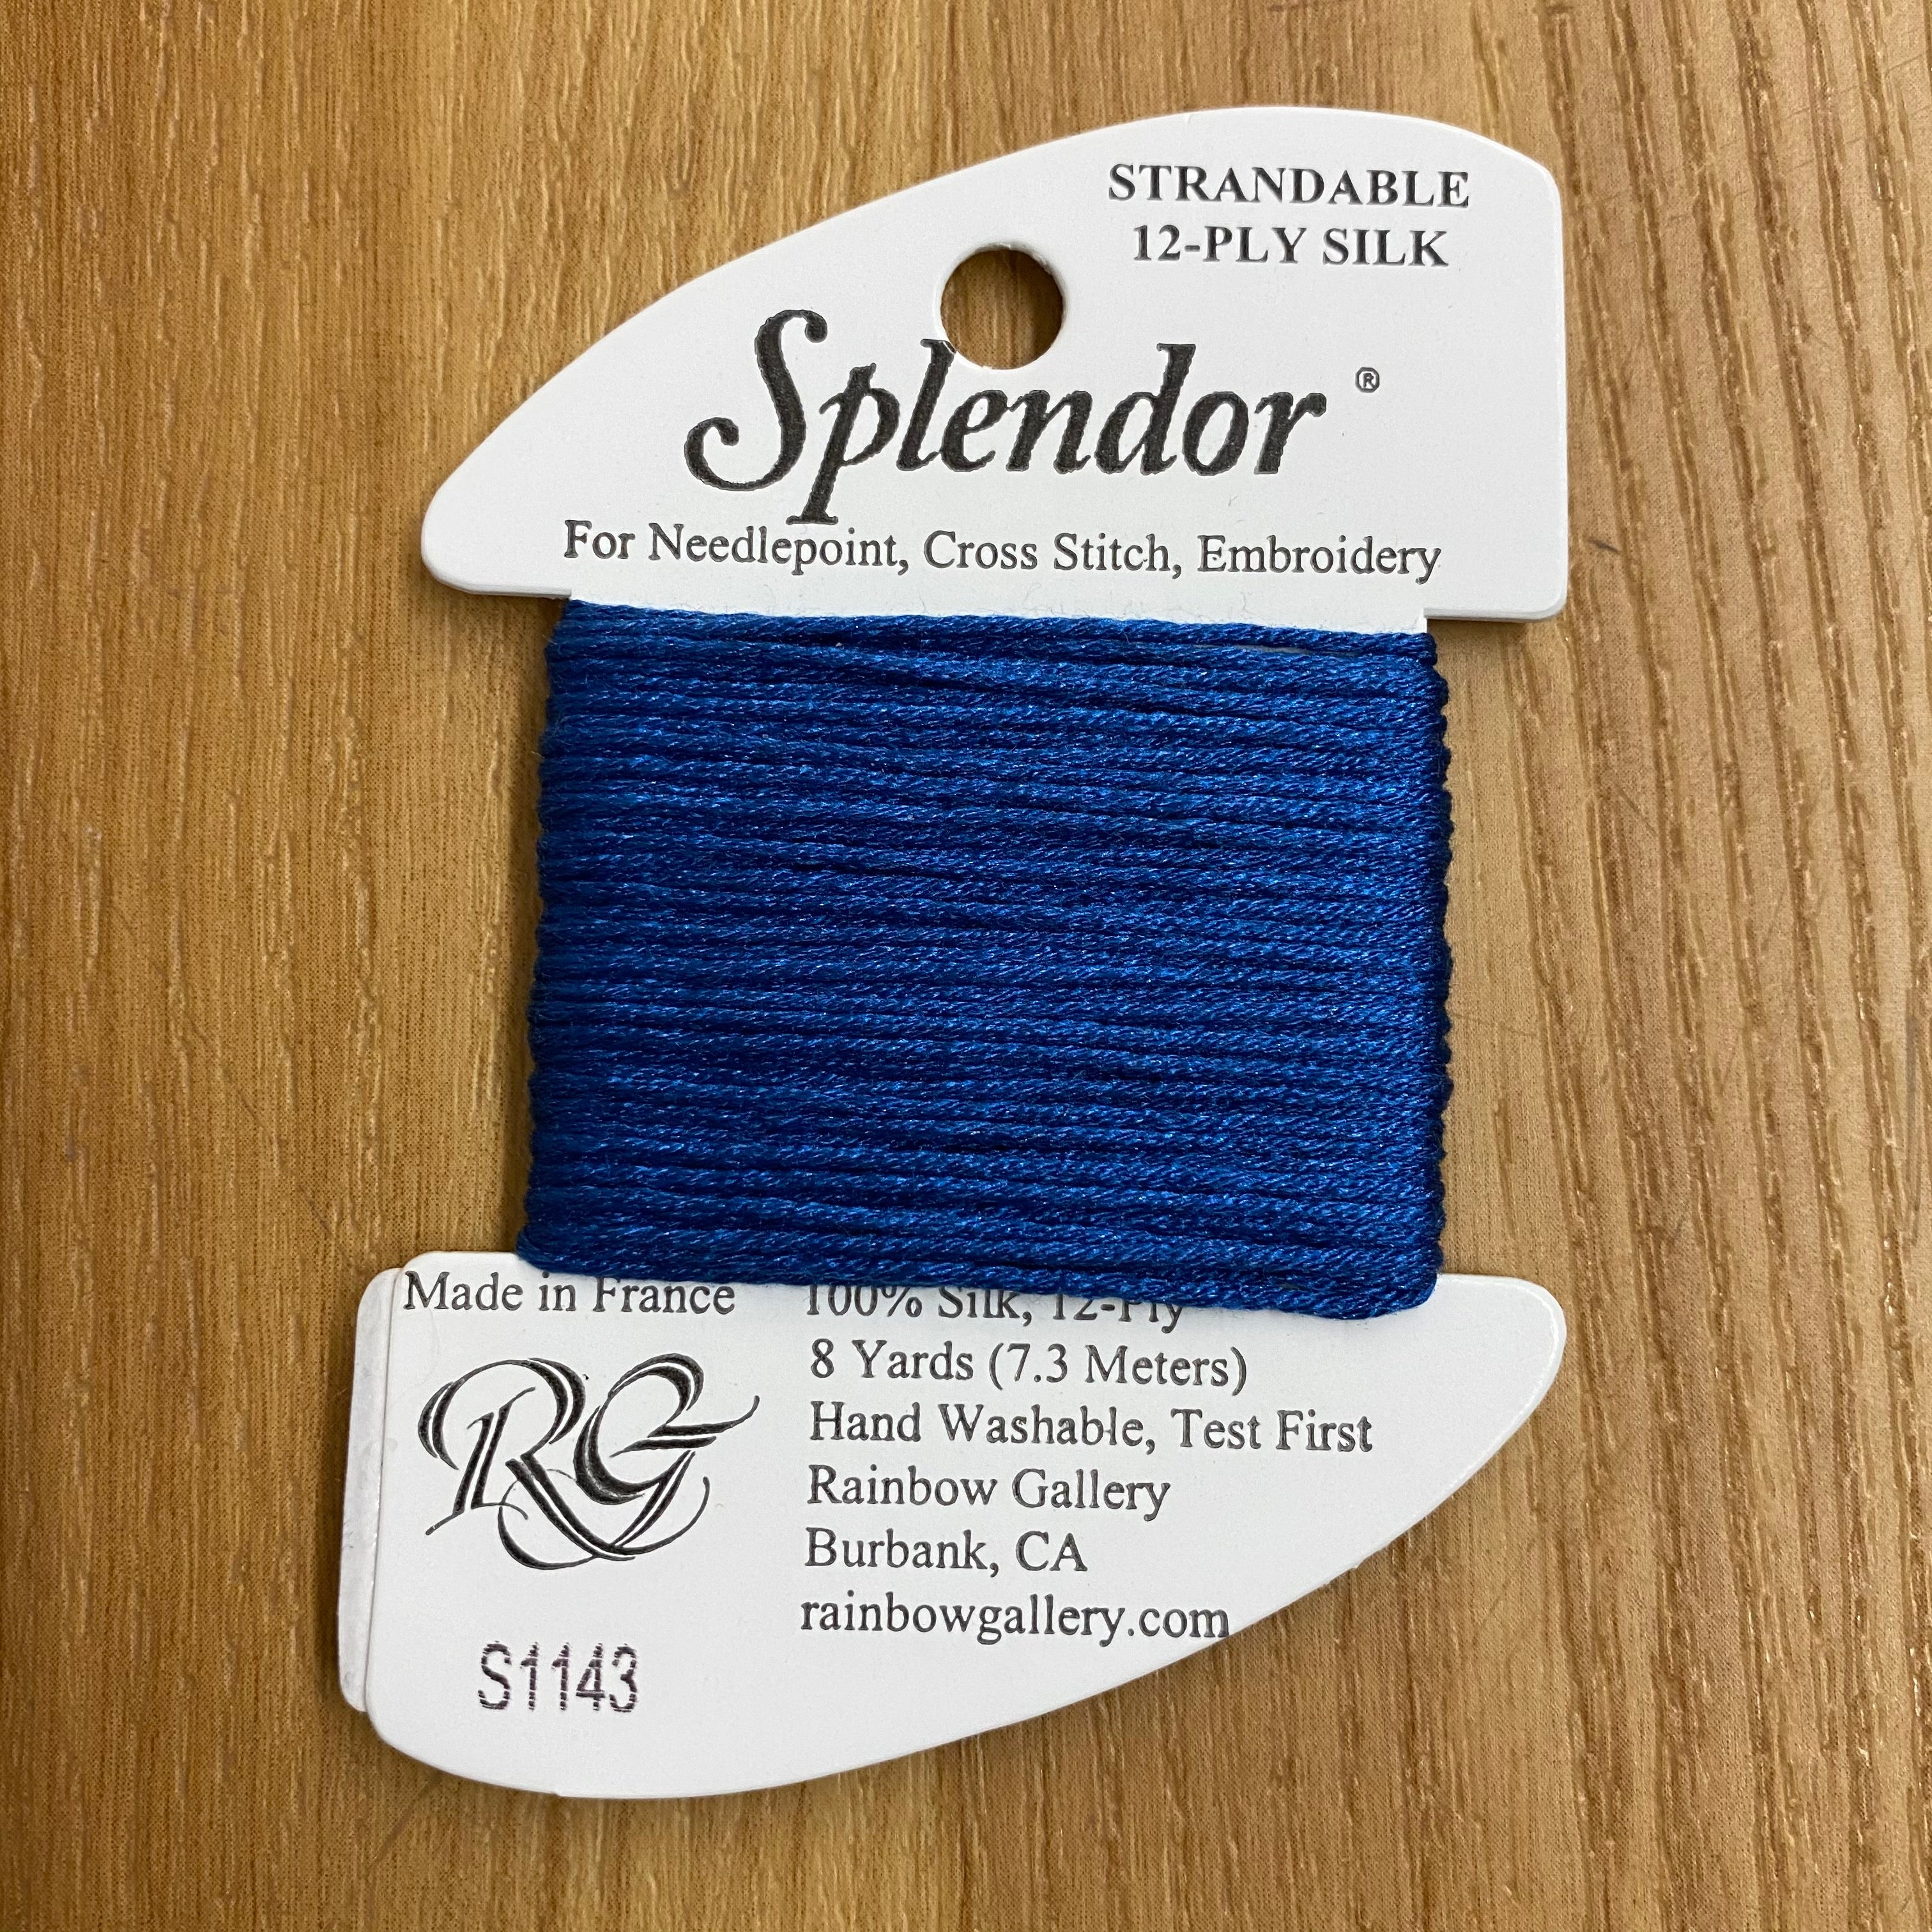 STRANDABLE
12-PLY SILK
Splendor ®
For Needlepoint, Cross Stitch, Embroidery
Made in France
100% Silk, 12-Ply
8 Yards (7.3 Meters)
Hand Washable, Test First
Rainbow Gallery
Burbank, CA
rainbowgallery.com
RG
S1143